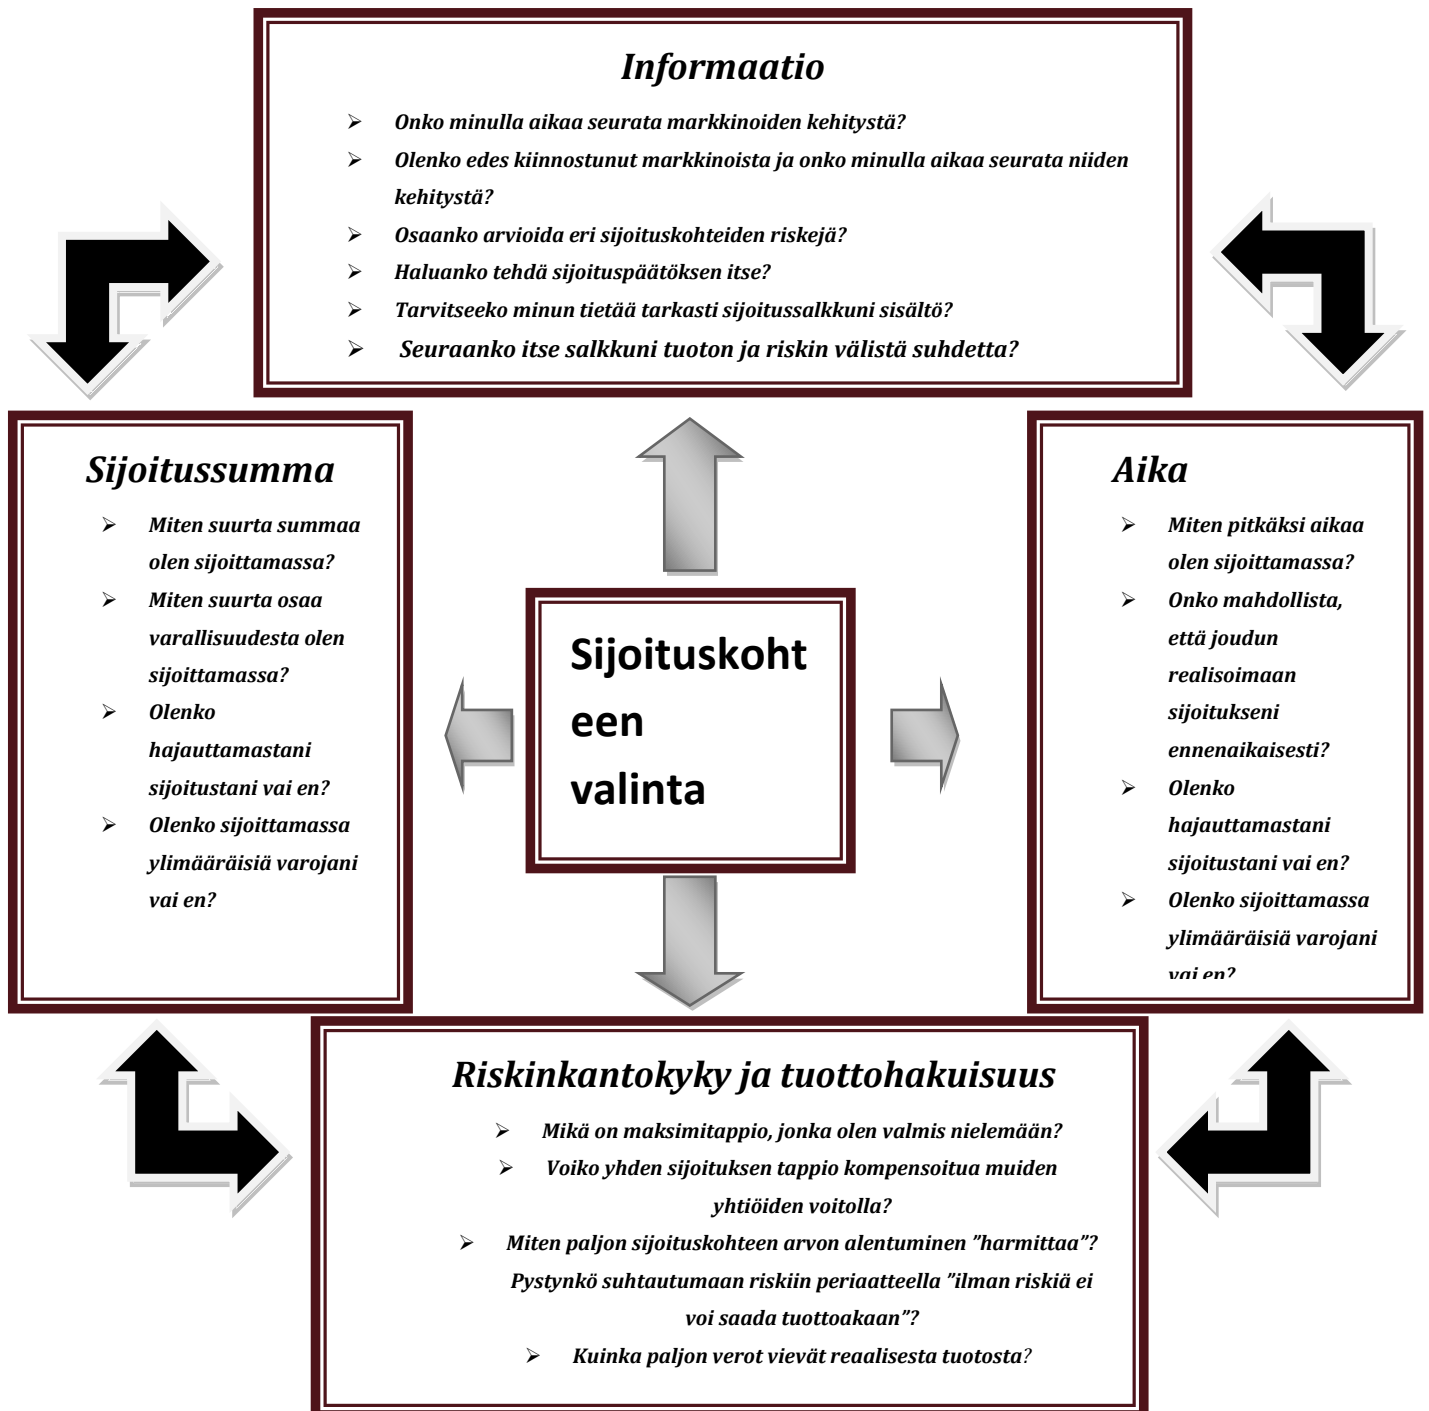 Informaatio
➢ Onko minulla aikaa seurata markkinoiden kehitystä?
➢ Olenko edes kiinnostunut markkinoista ja onko minulla aikaa seurata niiden
kehitystä?
➢ Osaanko arvioida eri sijoituskohteiden riskejä?
➢ Haluanko tehdä sijoituspäätöksen itse?
➢ Tarvitseeko minun tietää tarkasti sijoitussalkkuni sisältö?
➢ Seuraanko itse salkkuni tuoton ja riskin välistä suhdetta?
Sijoitussumma
➢ Miten suurta summaa
olen sijoittamassa?
➢ Miten suurta osaa
varallisuudesta olen
sijoittamassa?
➢ Olenko
hajauttamastani
sijoitustani vai en?
➢ Olenko sijoittamassa
ylimääräisiä varojani
vai en?
Sijoituskoht
een
valinta
Aika
➢ Miten pitkäksi aikaa
olen sijoittamassa?
➢ Onko mahdollista,
että joudun
realisoimaan
sijoitukseni
ennenaikaisesti?
➢ Olenko
hajauttamastani
sijoitustani vai en?
➢ Olenko sijoittamassa
ylimääräisiä varojani
vai en?
Riskinkantokyky ja tuottohakuisuus
➢ Mikä on maksimitappio, jonka olen valmis nielemään?
➢ Voiko yhden sijoituksen tappio kompensoitua muiden
yhtiöiden voitolla?
➢ Miten paljon sijoituskohteen arvon alentuminen ”harmittaa”?
Pystynkö suhtautumaan riskiin periaatteella ”ilman riskiä ei
voi saada tuottoakaan”?
➢ Kuinka paljon verot vievät reaalisesta tuotosta?